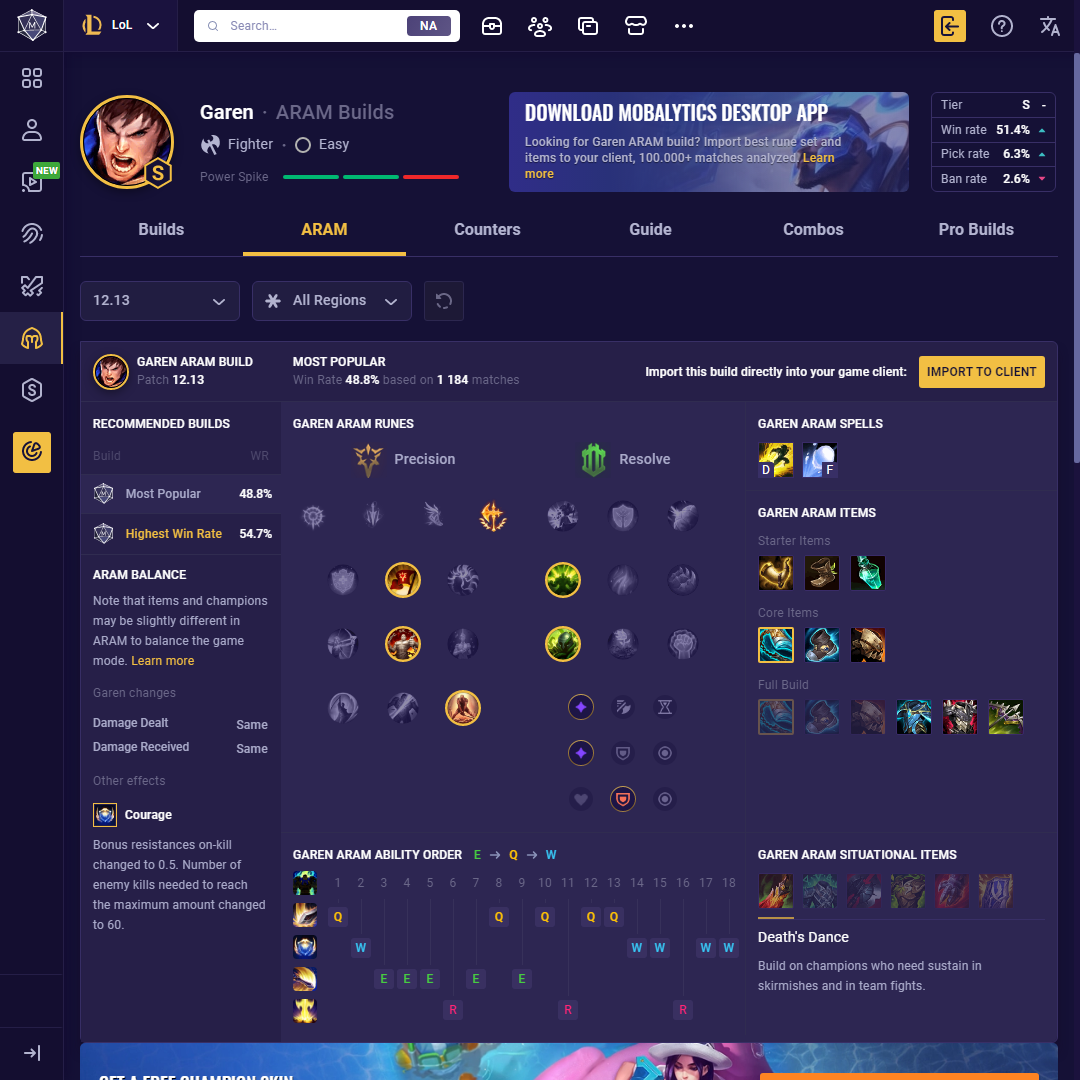 LoL
Search...
NA
NEW
Garen · ARAM Builds
Fighter · Easy
Power Spike
S
DOWNLOAD MOBALYTICS DESKTOP APP
Looking for Garen ARAM build? Import best rune set and
items to your client, 100.000+ matches analyzed. Learn
more
Tier S -
Win rate 51.4%
Pick rate 6.3%
Ban rate 2.6%
Builds
ARAM
Counters
Guide
Combos
Pro Builds
12.13
All Regions
GAREN ARAM BUILD
Patch 12.13
MOST POPULAR
Win Rate 48.8% based on 1 184 matches
Import this build directly into your game client:
IMPORT TO CLIENT
RECOMMENDED BUILDS
Build WR
Most Popular 48.8%
Highest Win Rate 54.7%
ARAM BALANCE
Note that items and champions
may be slightly different in
ARAM to balance the game
mode. Learn more
Garen changes
Damage Dealt Same
Damage Received Same
Other effects
Courage
Bonus resistances on-kill
changed to 0.5. Number of
enemy kills needed to reach
the maximum amount changed
to 60.
GAREN ARAM RUNES
Precision
Resolve
GAREN ARAM SPELLS
D F
GAREN ARAM ITEMS
Starter Items
Core Items
Full Build
GAREN ARAM ABILITY ORDER E → Q → W
1 2 3 4 5 6 7 8 9 10 11 12 13 14 15 16 17 18
Q Q Q Q Q
W W W W W
E E E E E
R R R
GAREN ARAM SITUATIONAL ITEMS
Death's Dance
Build on champions who need sustain in
skirmishes and in team fights.
GET A FREE CHAMPION SKIN